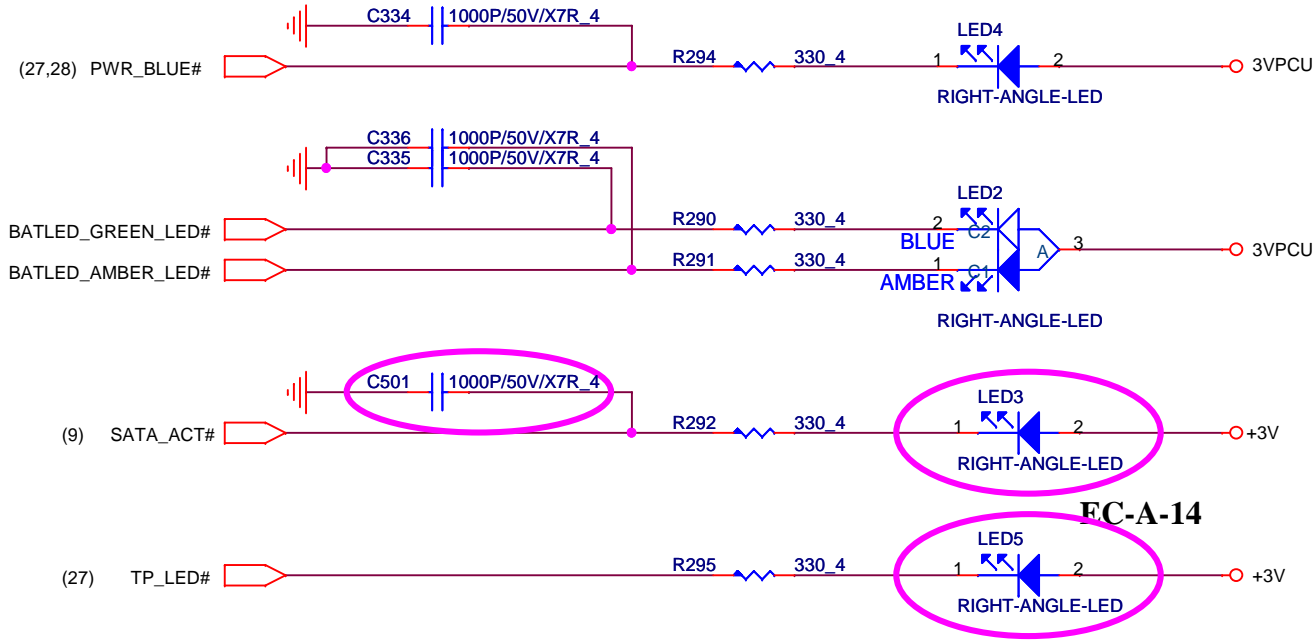 C334 1000P/50V/X7R_4
LED4
(27,28) PWR_BLUE# R294 330_4 1 2 3VPCU
RIGHT-ANGLE-LED
C336 1000P/50V/X7R_4
C335 1000P/50V/X7R_4
LED2
BATLED_GREEN_LED# R290 330_4 2 C2
BLUE A 3 3VPCU
BATLED_AMBER_LED# R291 330_4 1 C1
AMBER
RIGHT-ANGLE-LED
C501 1000P/50V/X7R_4
LED3
(9) SATA_ACT# R292 330_4 1 2 +3V
RIGHT-ANGLE-LED
EC-A-14
LED5
(27) TP_LED# R295 330_4 1 2 +3V
RIGHT-ANGLE-LED